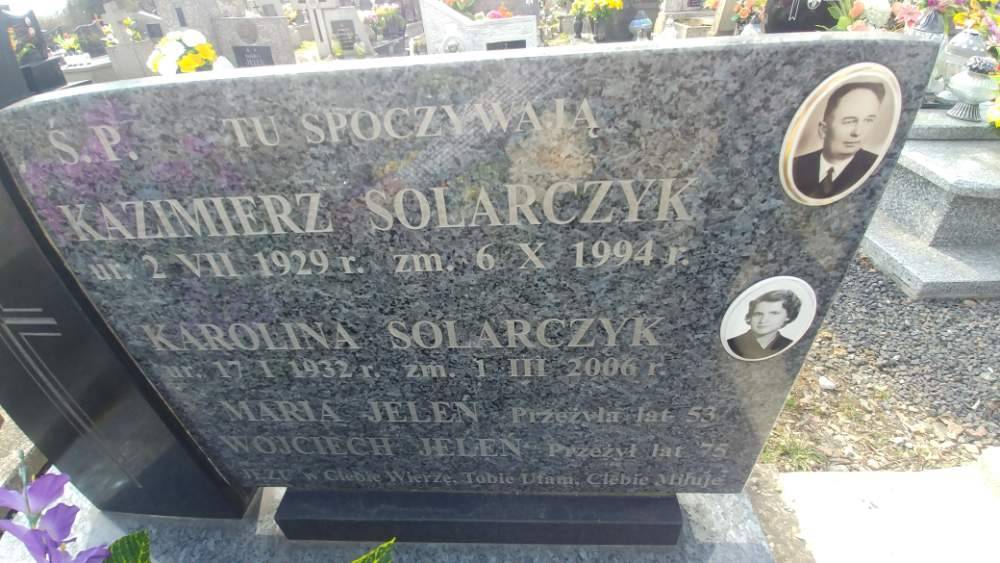 Ś.P. TU SPOCZYWAJĄ
KAZIMIERZ SOLARCZYK
ur. 2 VII 1929 r. zm. 6 X 1994 r.
KAROLINA SOLARCZYK
ur. 17 I 1932 r. zm. 1 III 2006 r.
MARIA JELEŃ Przeżyła lat 53
WOJCIECH JELEŃ Przeżył lat 75
w Ciebie Wierzę, Tobie Ufam, Ciebie Miłuję